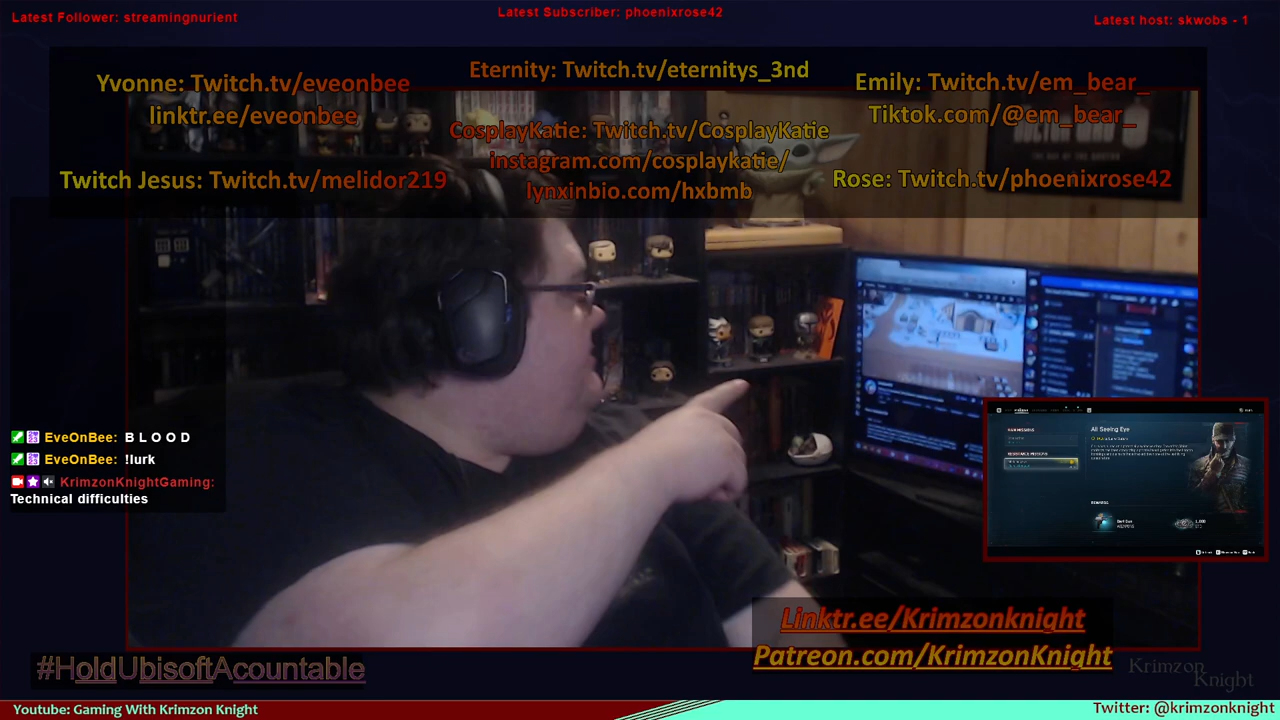 Latest Follower: streamingnurient
Latest Subscriber: phoenixrose42
Latest host: skwobs - 1
Yvonne: Twitch.tv/eveonbee
linktr.ee/eveonbee
Eternity: Twitch.tv/eternitys_3nd
Emily: Twitch.tv/em_bear_
Tiktok.com/@em_bear_
CosplayKatie: Twitch.tv/CosplayKatie
instagram.com/cosplaykatie/
lynxinbio.com/hxbmb
Twitch Jesus: Twitch.tv/melidor219
Rose: Twitch.tv/phoenixrose42
EveOnBee: B L O O D
EveOnBee: !lurk
KrimzonKnightGaming:
Technical difficulties
All Seeing Eye
REWARDS
Linktr.ee/Krimzonknight
Patreon.com/KrimzonKnight
#HoldUbisoftAcountable
Krimzon
Knight
Youtube: Gaming With Krimzon Knight
Twitter: @krimzonknight